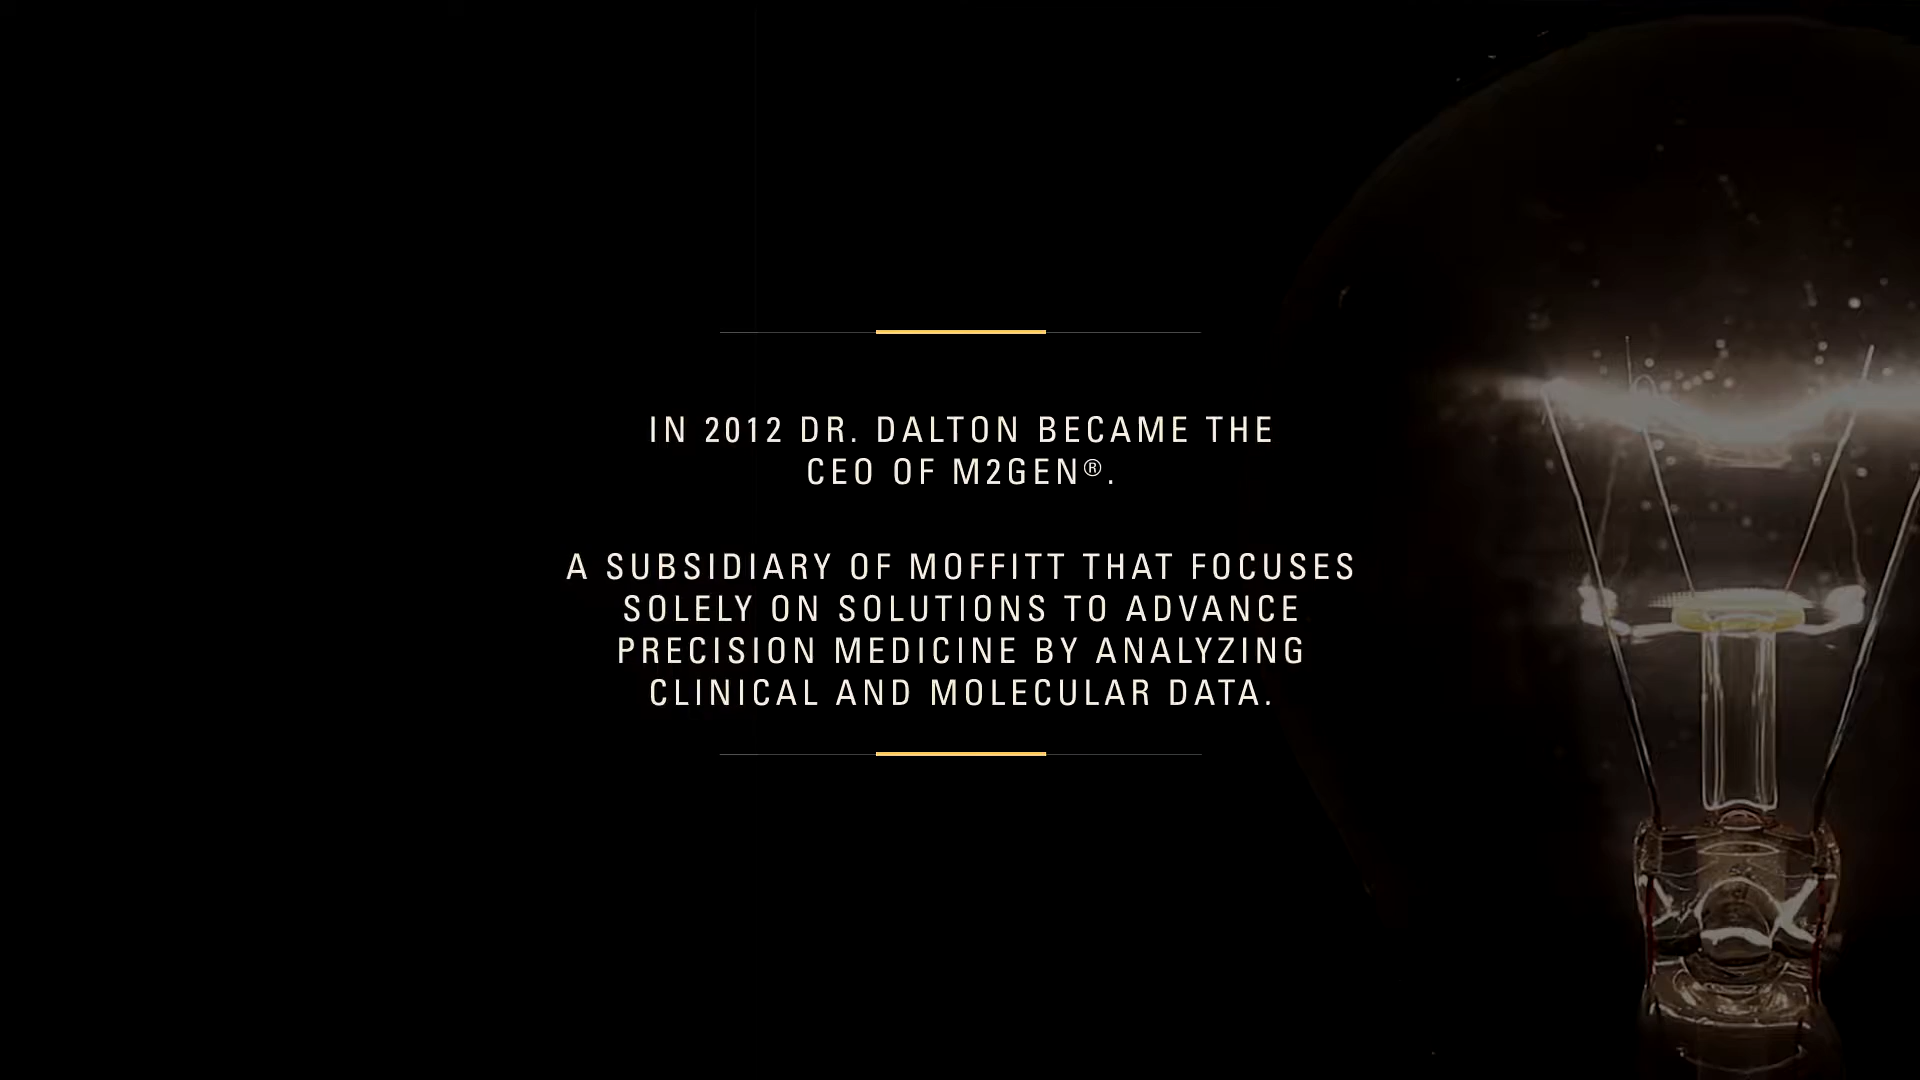 IN 2012 DR. DALTON BECAME THE
CEO OF M2GEN®.
A SUBSIDIARY OF MOFFITT THAT FOCUSES
SOLELY ON SOLUTIONS TO ADVANCE
PRECISION MEDICINE BY ANALYZING
CLINICAL AND MOLECULAR DATA.